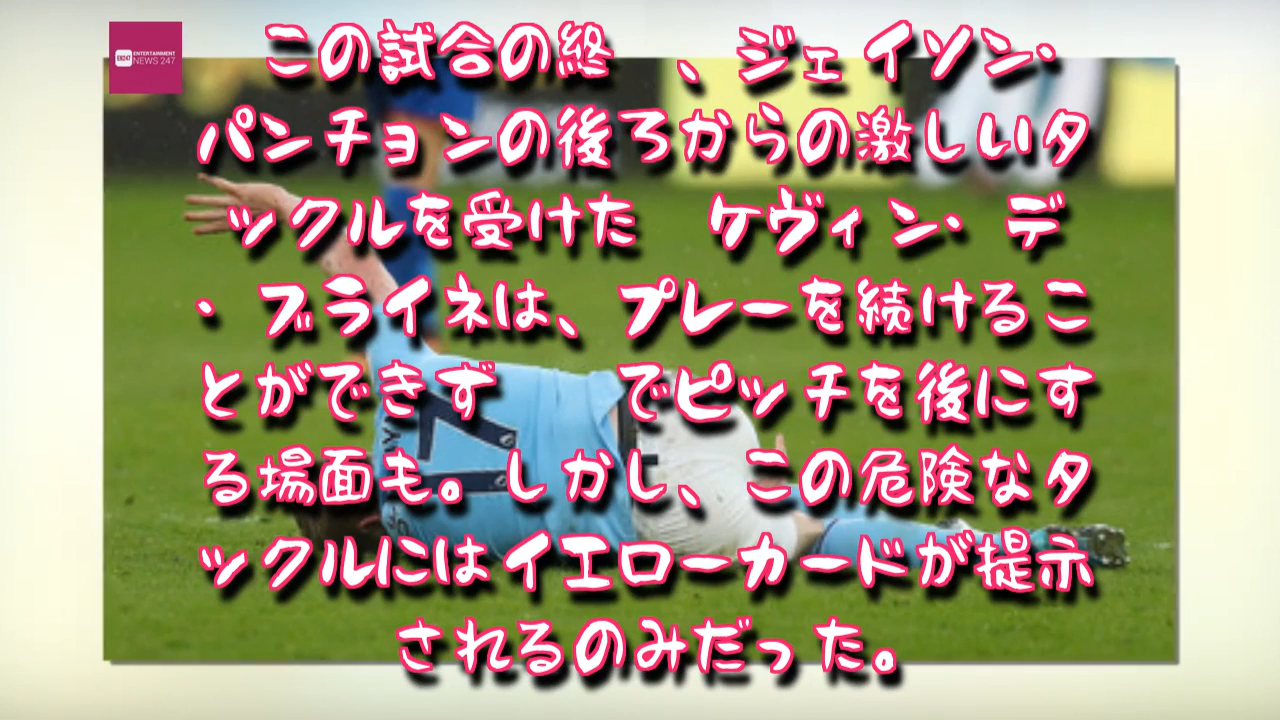 ENTERTAINMENT
EN247 NEWS 247
この試合の終 、ジェイソン·
パンチョンの後ろからの激しいタ
ックルを受けた ケヴィン· デ
· ブライネは、プレーを続けるこ
とができず でピッチを後にす
る場面も。しかし、この危険なタ
ックルにはイエローカードが提示
されるのみだった。
17